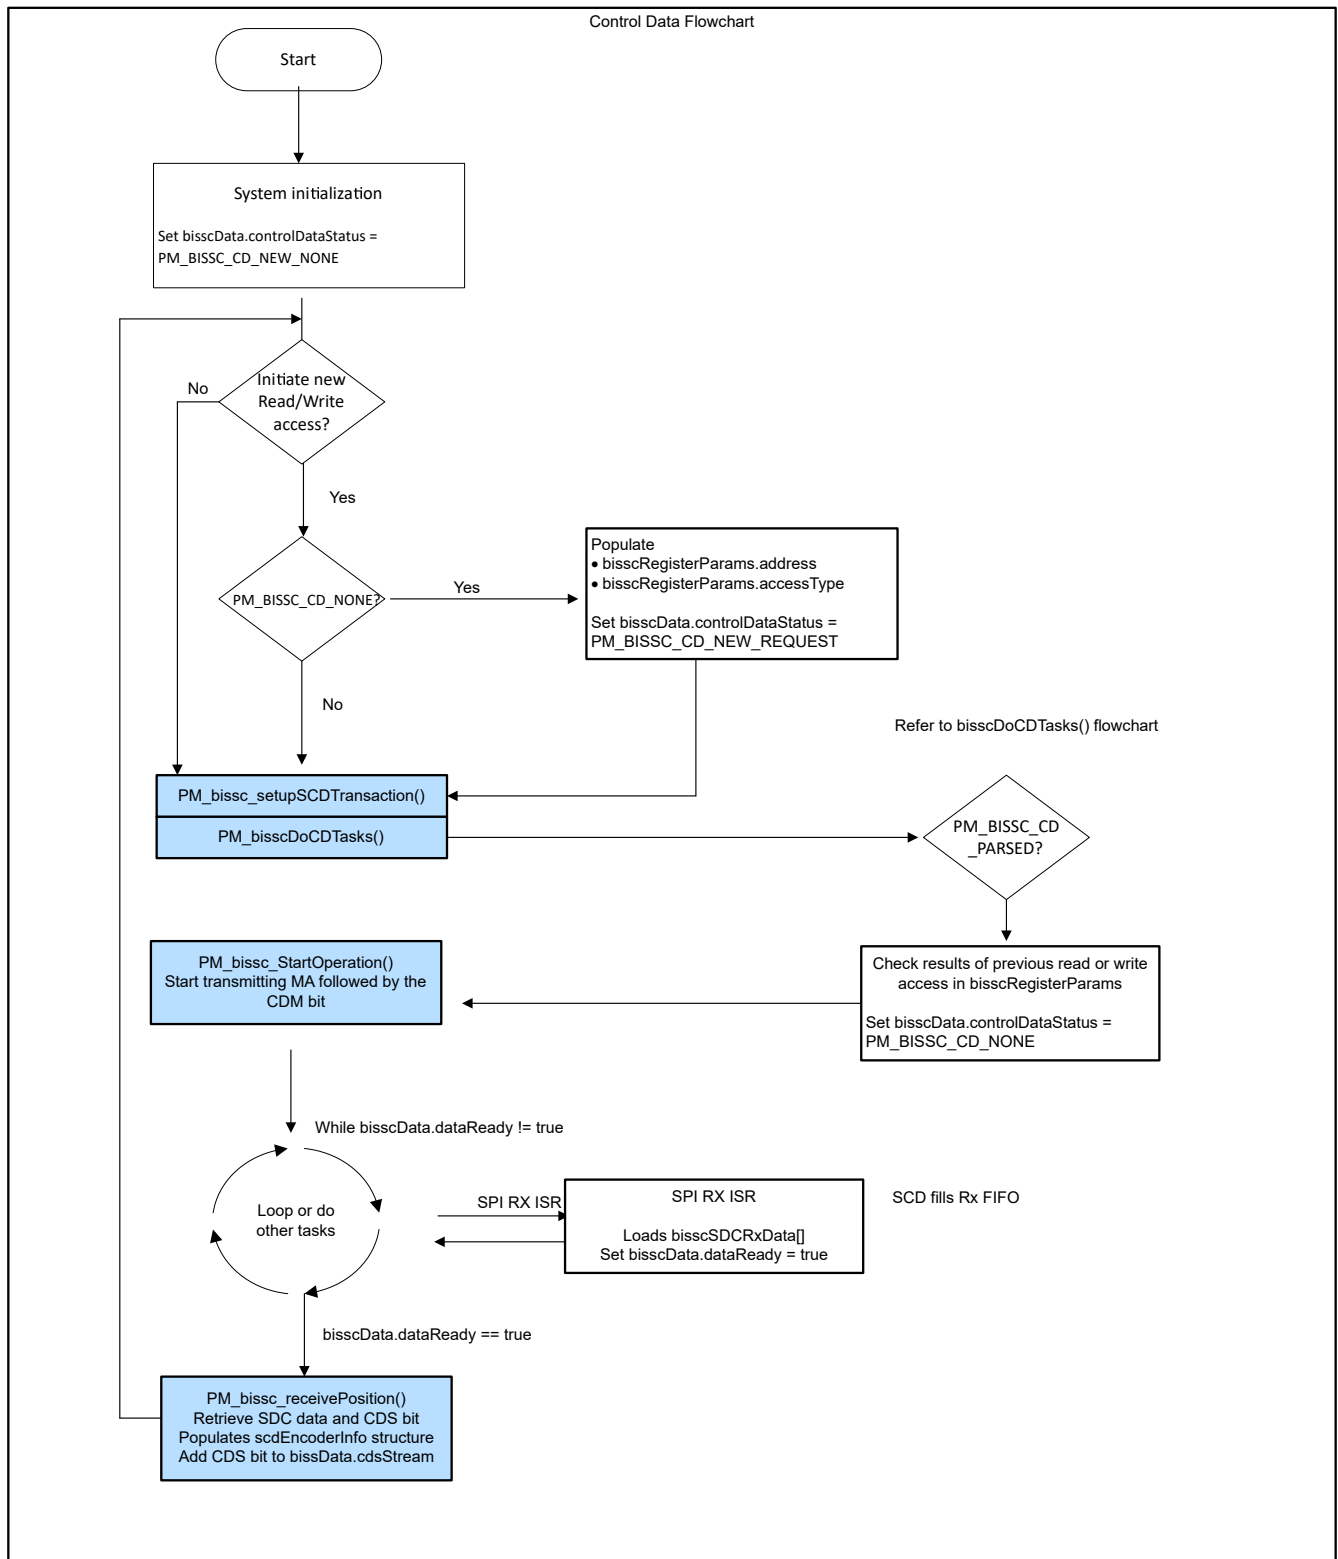 Control Data Flowchart
Start
System initialization
Set bisscData.controlDataStatus =
PM_BISSC_CD_NEW_NONE
Initiate new
Read/Write
access?
No
Yes
PM_BISSC_CD_NONE?
Yes
Populate
• bisscRegisterParams.address
• bisscRegisterParams.accessType
Set bisscData.controlDataStatus =
PM_BISSC_CD_NEW_REQUEST
No
Refer to bisscDoCDTasks() flowchart
PM_bissc_setupSCDTransaction()
PM_bisscDoCDTasks()
PM_BISSC_CD
_PARSED?
PM_bissc_StartOperation()
Start transmitting MA followed by the
CDM bit
Check results of previous read or write
access in bisscRegisterParams
Set bisscData.controlDataStatus =
PM_BISSC_CD_NONE
While bisscData.dataReady != true
Loop or do
other tasks
SPI RX ISR
SPI RX ISR
Loads bisscSDCRxData[]
Set bisscData.dataReady = true
SCD fills Rx FIFO
bisscData.dataReady == true
PM_bissc_receivePosition()
Retrieve SDC data and CDS bit
Populates scdEncoderInfo structure
Add CDS bit to bissData.cdsStream